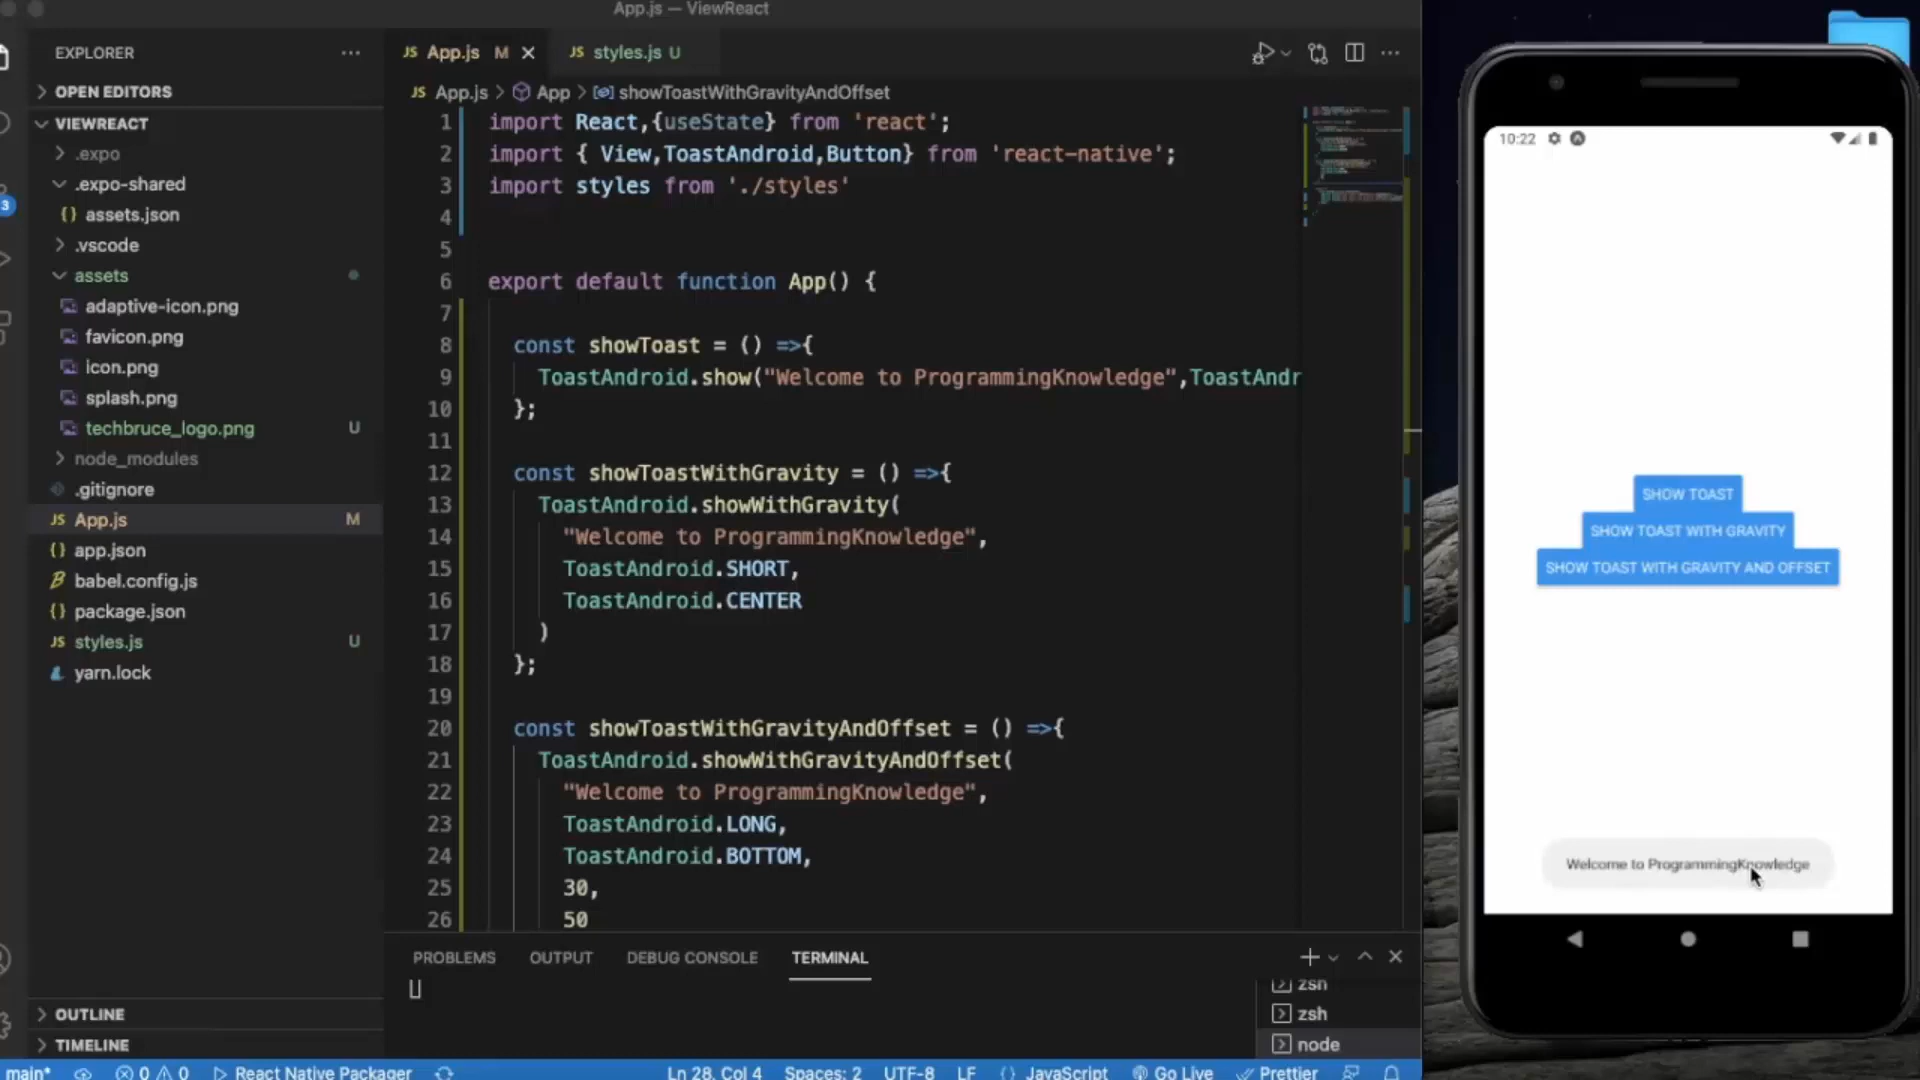 App.js — ViewReact
EXPLORER
OPEN EDITORS
VIEWREACT
.expo
.expo-shared
{} assets.json
.vscode
assets
adaptive-icon.png
favicon.png
icon.png
splash.png
techbruce_logo.png U
node_modules
.gitignore
JS App.js M
{} app.json
babel.config.js
{} package.json
JS styles.js U
yarn.lock
OUTLINE
TIMELINE
3
JS App.js M
JS styles.js U
JS App.js > App > showToastWithGravityAndOffset
1 import React,{useState} from 'react';
2 import { View,ToastAndroid,Button} from 'react-native';
3 import styles from './styles'
4
5
6 export default function App() {
7
8 const showToast = () =>{
9 ToastAndroid.show("Welcome to ProgrammingKnowledge",ToastAndr
10 };
11
12 const showToastWithGravity = () =>{
13 ToastAndroid.showWithGravity(
14 "Welcome to ProgrammingKnowledge",
15 ToastAndroid.SHORT,
16 ToastAndroid.CENTER
17 )
18 };
19
20 const showToastWithGravityAndOffset = () =>{
21 ToastAndroid.showWithGravityAndOffset(
22 "Welcome to ProgrammingKnowledge",
23 ToastAndroid.LONG,
24 ToastAndroid.BOTTOM,
25 30,
26 50
PROBLEMS OUTPUT DEBUG CONSOLE TERMINAL
zsh
zsh
node
main* 0 0 React Native Packager Ln 28, Col 4 Spaces: 2 UTF-8 LF {} JavaScript Go Live Prettier
10:22
SHOW TOAST
SHOW TOAST WITH GRAVITY
SHOW TOAST WITH GRAVITY AND OFFSET
Welcome to ProgrammingKnowledge